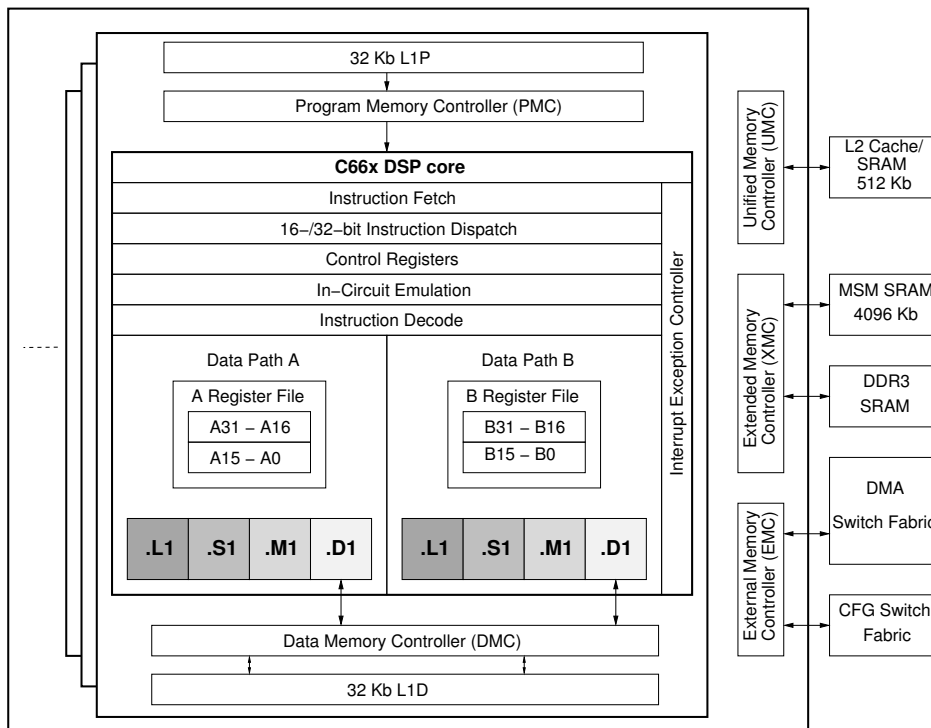 32 Kb L1P
Program Memory Controller (PMC)
C66x DSP core
Instruction Fetch
16−/32−bit Instruction Dispatch
Control Registers
In−Circuit Emulation
Instruction Decode
Interrupt Exception Controller
Data Path A
A Register File
A31 − A16
A15 − A0
.L1 .S1 .M1 .D1
Data Path B
B Register File
B31 − B16
B15 − B0
.L1 .S1 .M1 .D1
Data Memory Controller (DMC)
32 Kb L1D
Unified Memory
Controller (UMC)
L2 Cache/
SRAM
512 Kb
Extended Memory
Controller (XMC)
MSM SRAM
4096 Kb
DDR3
SRAM
External Memory
Controller (EMC)
DMA
Switch Fabric
CFG Switch
Fabric